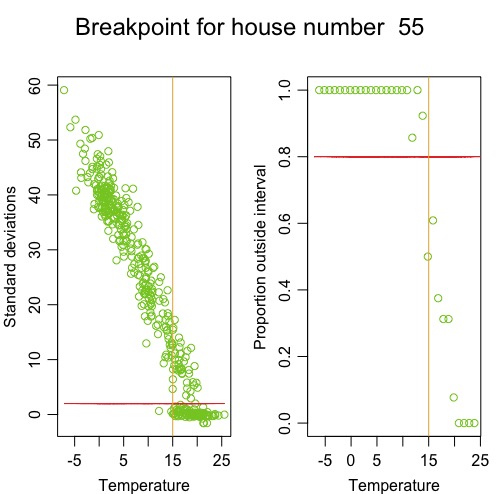 Breakpoint for house number 55
Standard deviations
60
50
40
30
20
10
0
-5 5 15 25
Temperature
Proportion outside interval
1.0
0.8
0.6
0.4
0.2
0.0
-5 0 5 15 25
Temperature